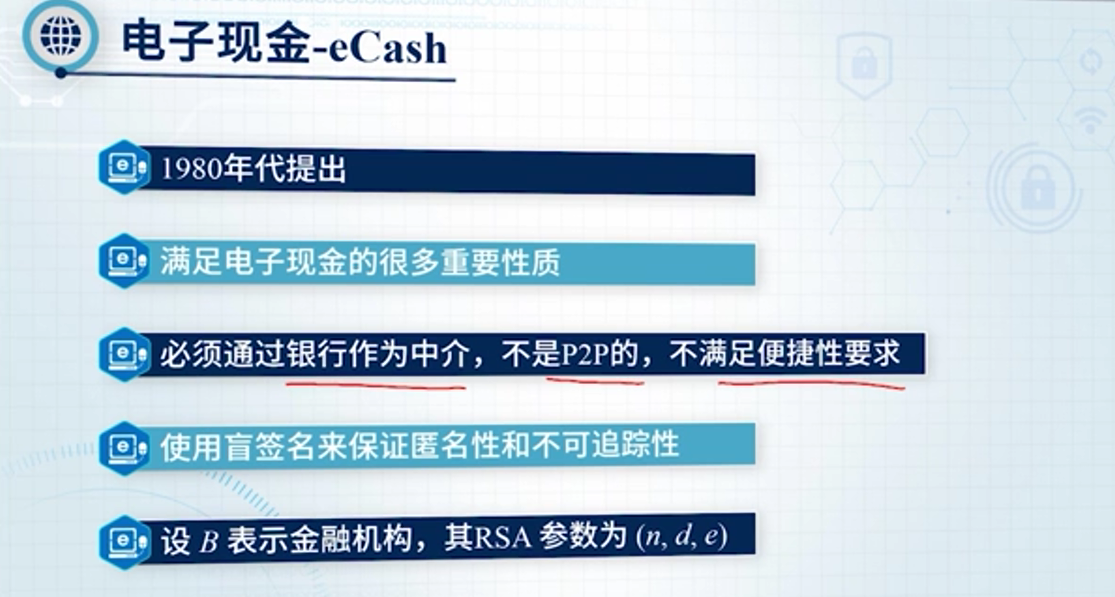 电子现金-eCash
1980年代提出
满足电子现金的很多重要性质
必须通过银行作为中介，不是P2P的，不满足便捷性要求
使用盲签名来保证匿名性和不可追踪性
设 B 表示金融机构，其RSA 参数为 (n, d, e)